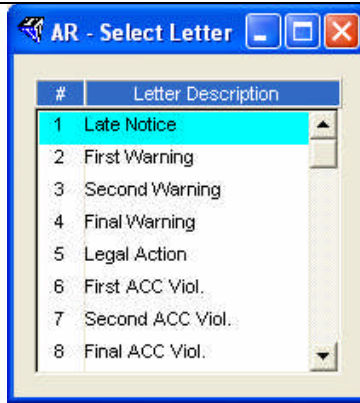 AR - Select Letter
# Letter Description
1 Late Notice
2 First Warning
3 Second Warning
4 Final Warning
5 Legal Action
6 First ACC Viol.
7 Second ACC Viol.
8 Final ACC Viol.